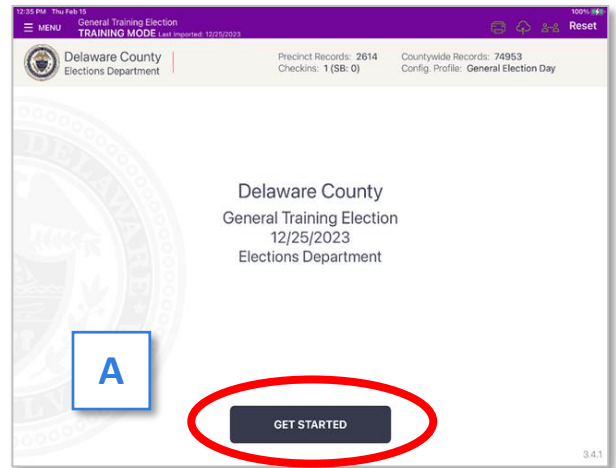 12:35 PM Thu Feb 15
100%
MENU
General Training Election
TRAINING MODE Last Imported: 12/25/2023
Reset
Delaware County
Elections Department
Precinct Records: 2614
Checkins: 1 (SB: 0)
Countywide Records: 74953
Config. Profile: General Election Day
Delaware County
General Training Election
12/25/2023
Elections Department
A
GET STARTED
3.4.1